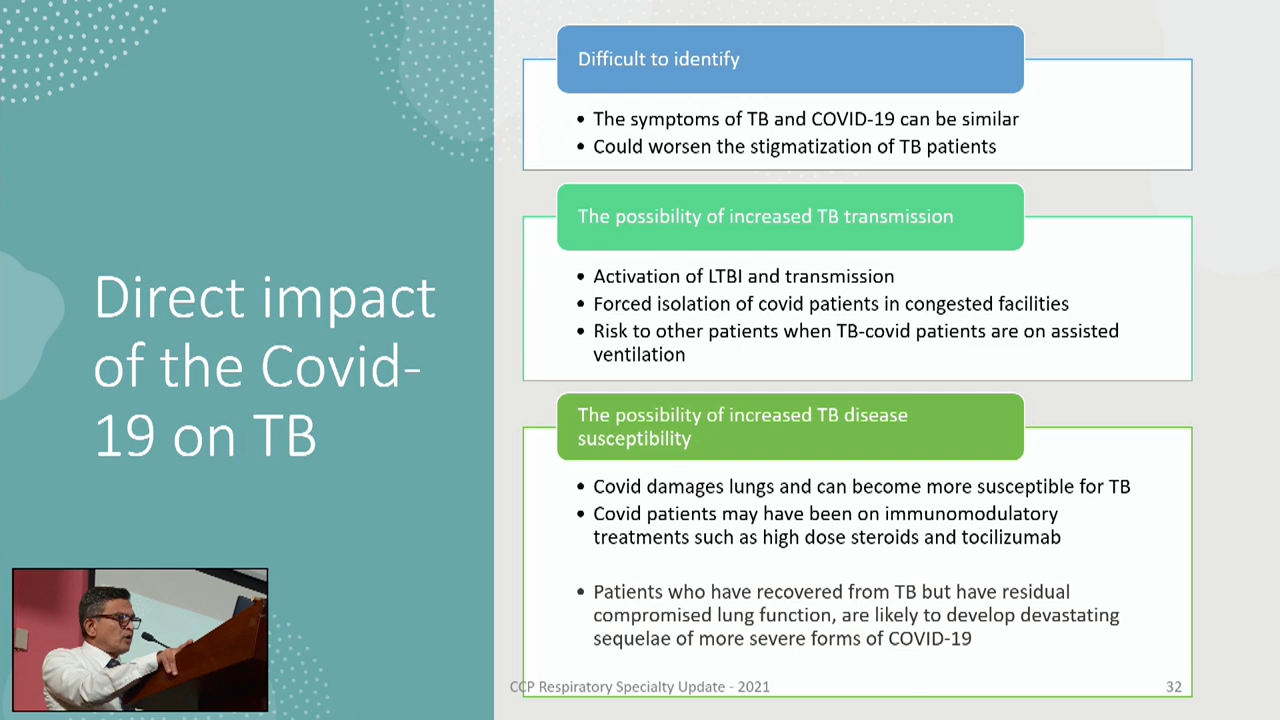 Direct impact
of the Covid-
19 on TB
Difficult to identify
• The symptoms of TB and COVID-19 can be similar
• Could worsen the stigmatization of TB patients
The possibility of increased TB transmission
• Activation of LTBI and transmission
• Forced isolation of covid patients in congested facilities
• Risk to other patients when TB-covid patients are on assisted
ventilation
The possibility of increased TB disease
susceptibility
• Covid damages lungs and can become more susceptible for TB
• Covid patients may have been on immunomodulatory
treatments such as high dose steroids and tocilizumab
• Patients who have recovered from TB but have residual
compromised lung function, are likely to develop devastating
sequelae of more severe forms of COVID-19
CCP Respiratory Specialty Update - 2021
32